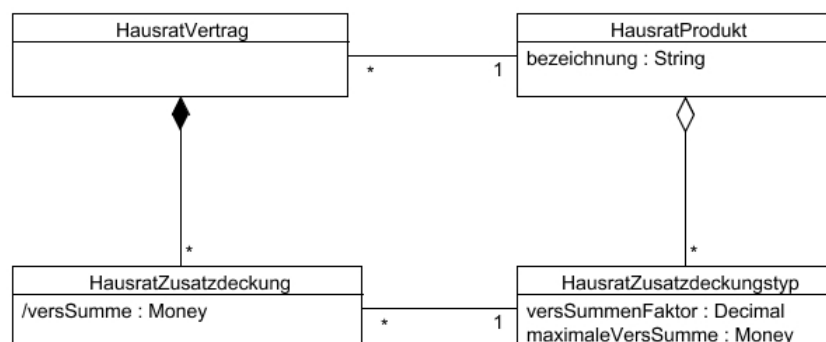 HausratVertrag
HausratProdukt
bezeichnung : String
*
1
*
*
HausratZusatzdeckung
/versSumme : Money
HausratZusatzdeckungstyp
versSummenFaktor : Decimal
maximaleVersSumme : Money
*
1